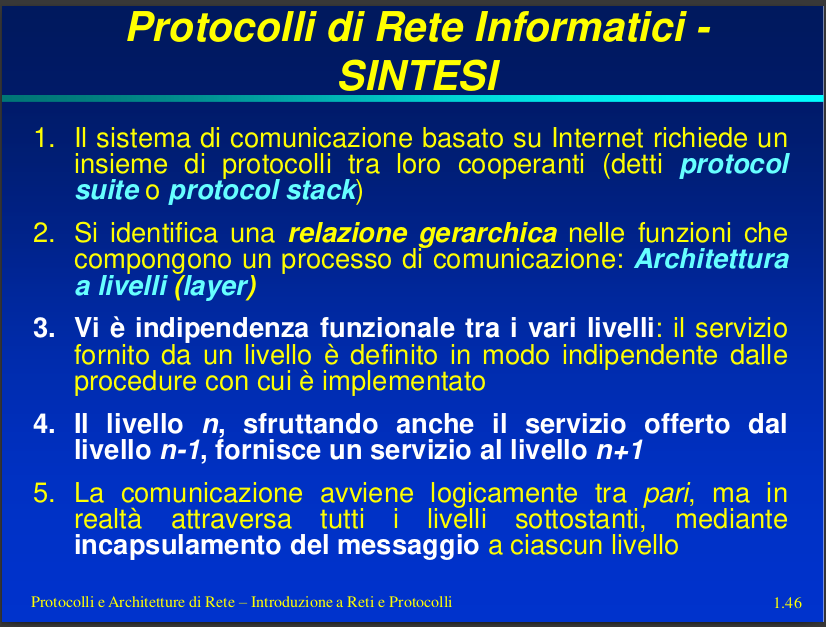 Protocolli di Rete Informatici -
SINTESI
1. Il sistema di comunicazione basato su Internet richiede un
insieme di protocolli tra loro cooperanti (detti protocol
suite o protocol stack)
2. Si identifica una relazione gerarchica nelle funzioni che
compongono un processo di comunicazione: Architettura
a livelli (layer)
3. Vi è indipendenza funzionale tra i vari livelli: il servizio
fornito da un livello è definito in modo indipendente dalle
procedure con cui è implementato
4. Il livello n, sfruttando anche il servizio offerto dal
livello n-1, fornisce un servizio al livello n+1
5. La comunicazione avviene logicamente tra pari, ma in
realtà attraversa tutti i livelli sottostanti, mediante
incapsulamento del messaggio a ciascun livello
Protocolli e Architetture di Rete – Introduzione a Reti e Protocolli
1.46